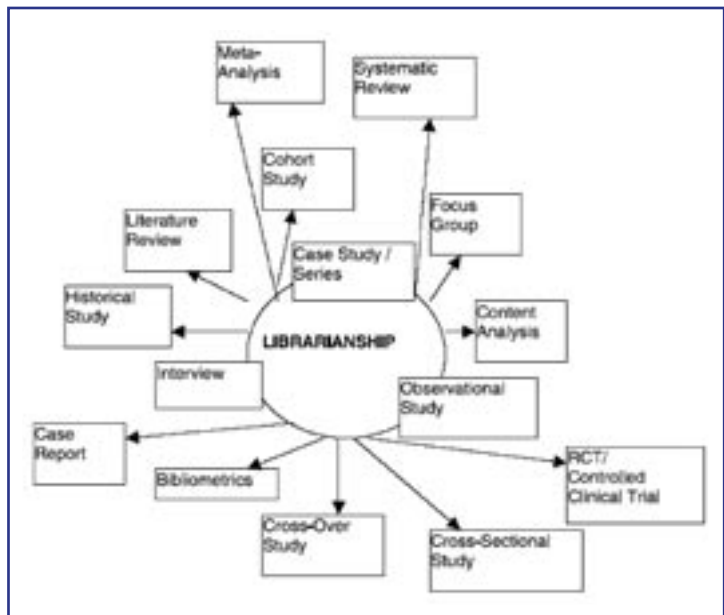 Meta-
Analysis
Systematic
Review
Cohort
Study
Focus
Group
Literature
Review
Case Study /
Series
Historical
Study
Content
Analysis
LIBRARIANSHIP
Interview
Observational
Study
Case
Report
RCT/
Controlled
Clinical Trial
Bibliometrics
Cross-Over
Study
Cross-Sectional
Study